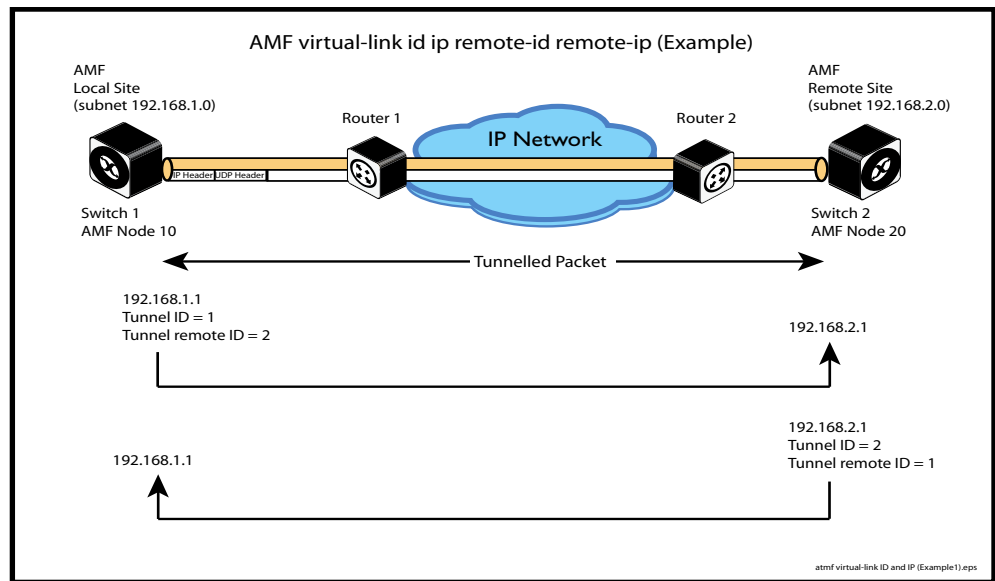 AMF virtual-link id ip remote-id remote-ip (Example)
AMF
Local Site
(subnet 192.168.1.0)
AMF
Remote Site
(subnet 192.168.2.0)
Router 1
IP Network
Router 2
IP Header
UDP Header
Switch 1
AMF Node 10
Switch 2
AMF Node 20
Tunnelled Packet
192.168.1.1
Tunnel ID = 1
Tunnel remote ID = 2
192.168.2.1
192.168.2.1
Tunnel ID = 2
Tunnel remote ID = 1
192.168.1.1
atmf virtual-link ID and IP (Example1).eps